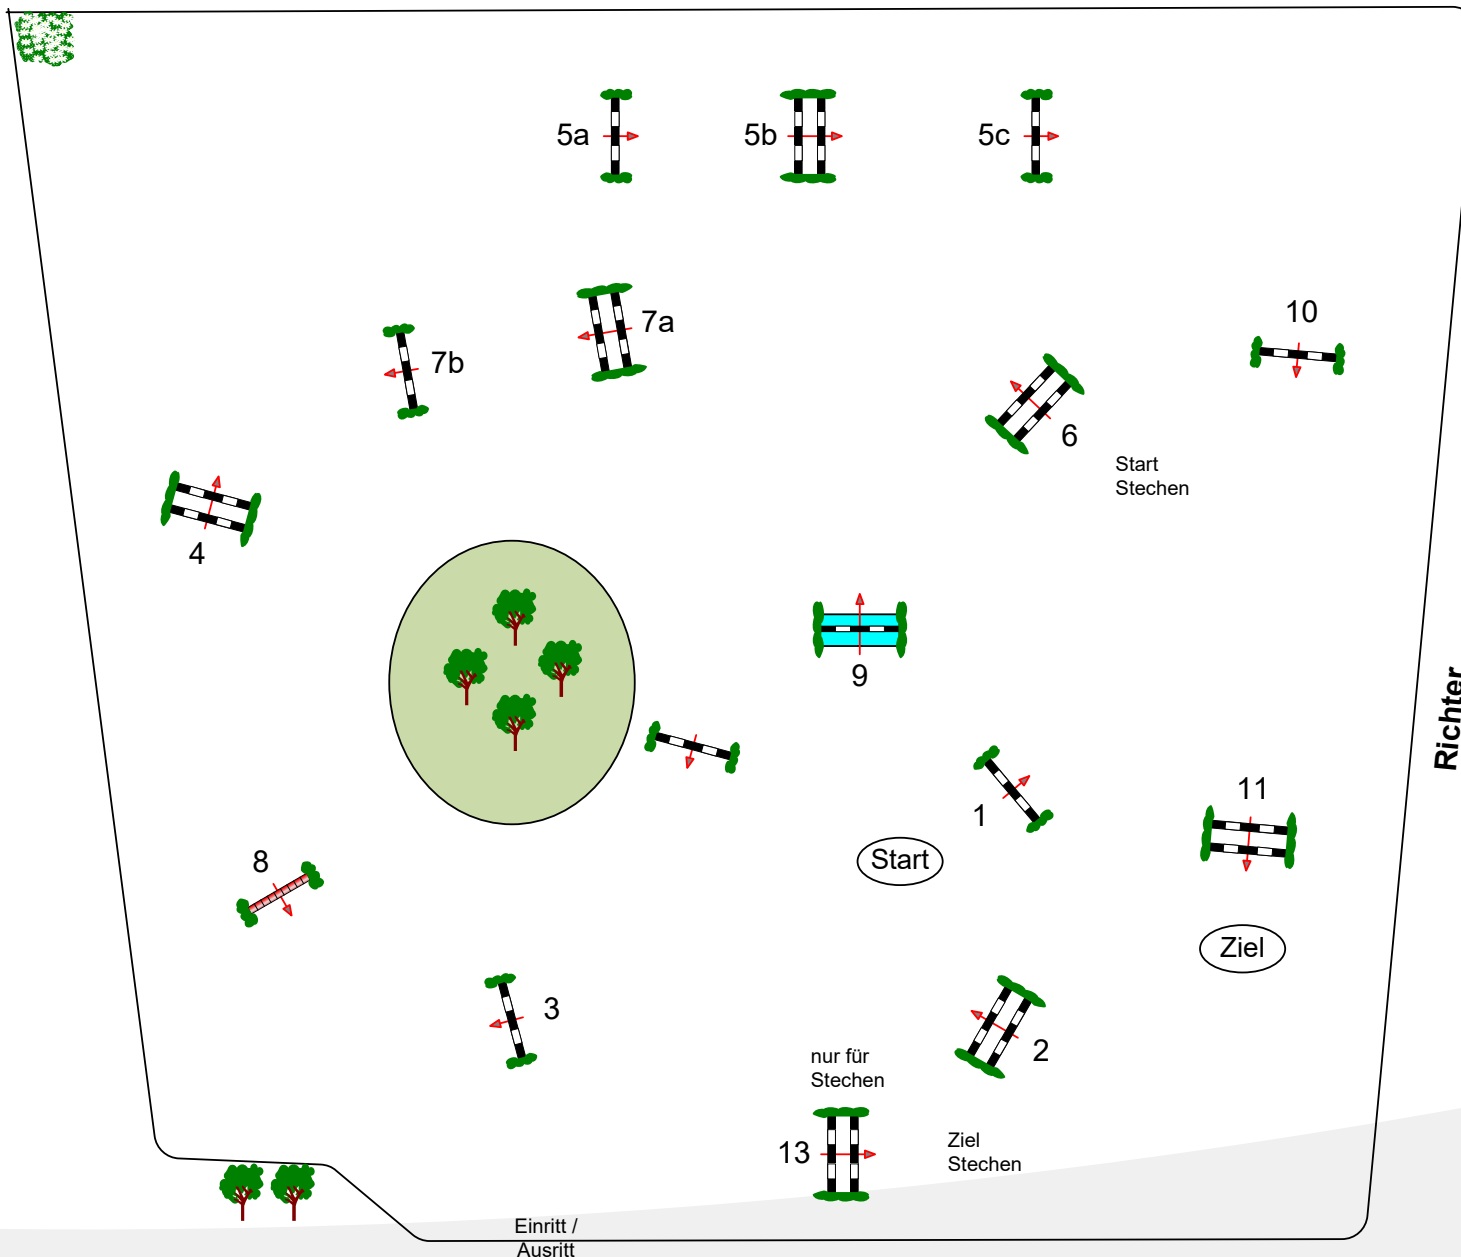 5a
5b
5c
10
7a
7b
6
Start
Stechen
4
9
Richter
11
1
8
Start
Ziel
3
2
nur für
Stechen
13
Ziel
Stechen
Einritt /
Ausritt